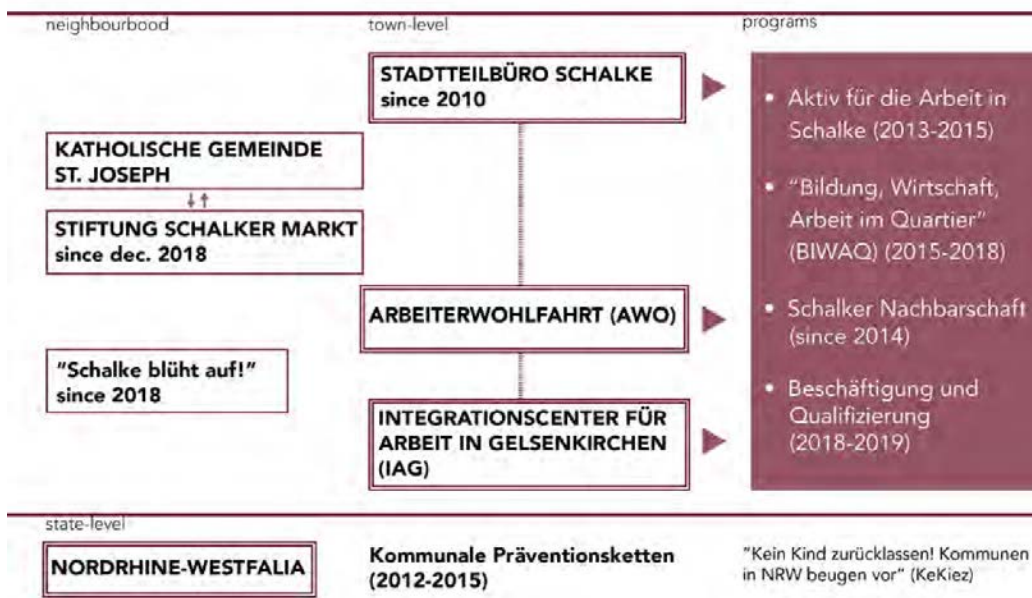 neighbourbood
town-level
programs
STADTTEILBÜRO SCHALKE
since 2010
KATHOLISCHE GEMEINDE
ST. JOSEPH
STIFTUNG SCHALKER MARKT
since dec. 2018
ARBEITERWOHLFAHRT (AWO)
"Schalke blüht auf!"
since 2018
INTEGRATIONSCENTER FÜR
ARBEIT IN GELSENKIRCHEN
(IAG)
• Aktiv für die Arbeit in
Schalke (2013-2015)
• "Bildung, Wirtschaft,
Arbeit im Quartier"
(BIWAQ) (2015-2018)
• Schalker Nachbarschaft
(since 2014)
• Beschäftigung und
Qualifizierung
(2018-2019)
state-level
NORDRHINE-WESTFALIA
Kommunale Präventionsketten
(2012-2015)
"Kein Kind zurücklassen! Kommunen
in NRW beugen vor" (KeKiez)